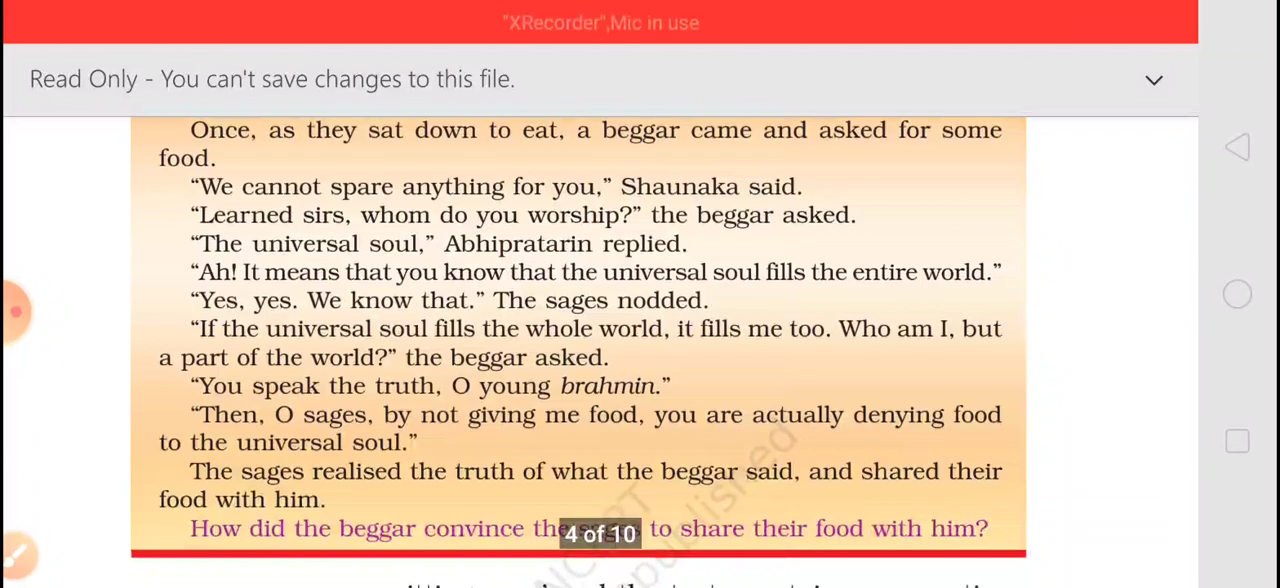 "XRecorder",Mic in use
Read Only - You can't save changes to this file.
Once, as they sat down to eat, a beggar came and asked for some
food.
“We cannot spare anything for you,” Shaunaka said.
“Learned sirs, whom do you worship?” the beggar asked.
“The universal soul,” Abhipratarin replied.
“Ah! It means that you know that the universal soul fills the entire world.”
“Yes, yes. We know that.” The sages nodded.
“If the universal soul fills the whole world, it fills me too. Who am I, but
a part of the world?” the beggar asked.
“You speak the truth, O young brahmin.”
“Then, O sages, by not giving me food, you are actually denying food
to the universal soul.”
The sages realised the truth of what the beggar said, and shared their
food with him.
How did the beggar convince the sages to share their food with him?
4 of 10
published